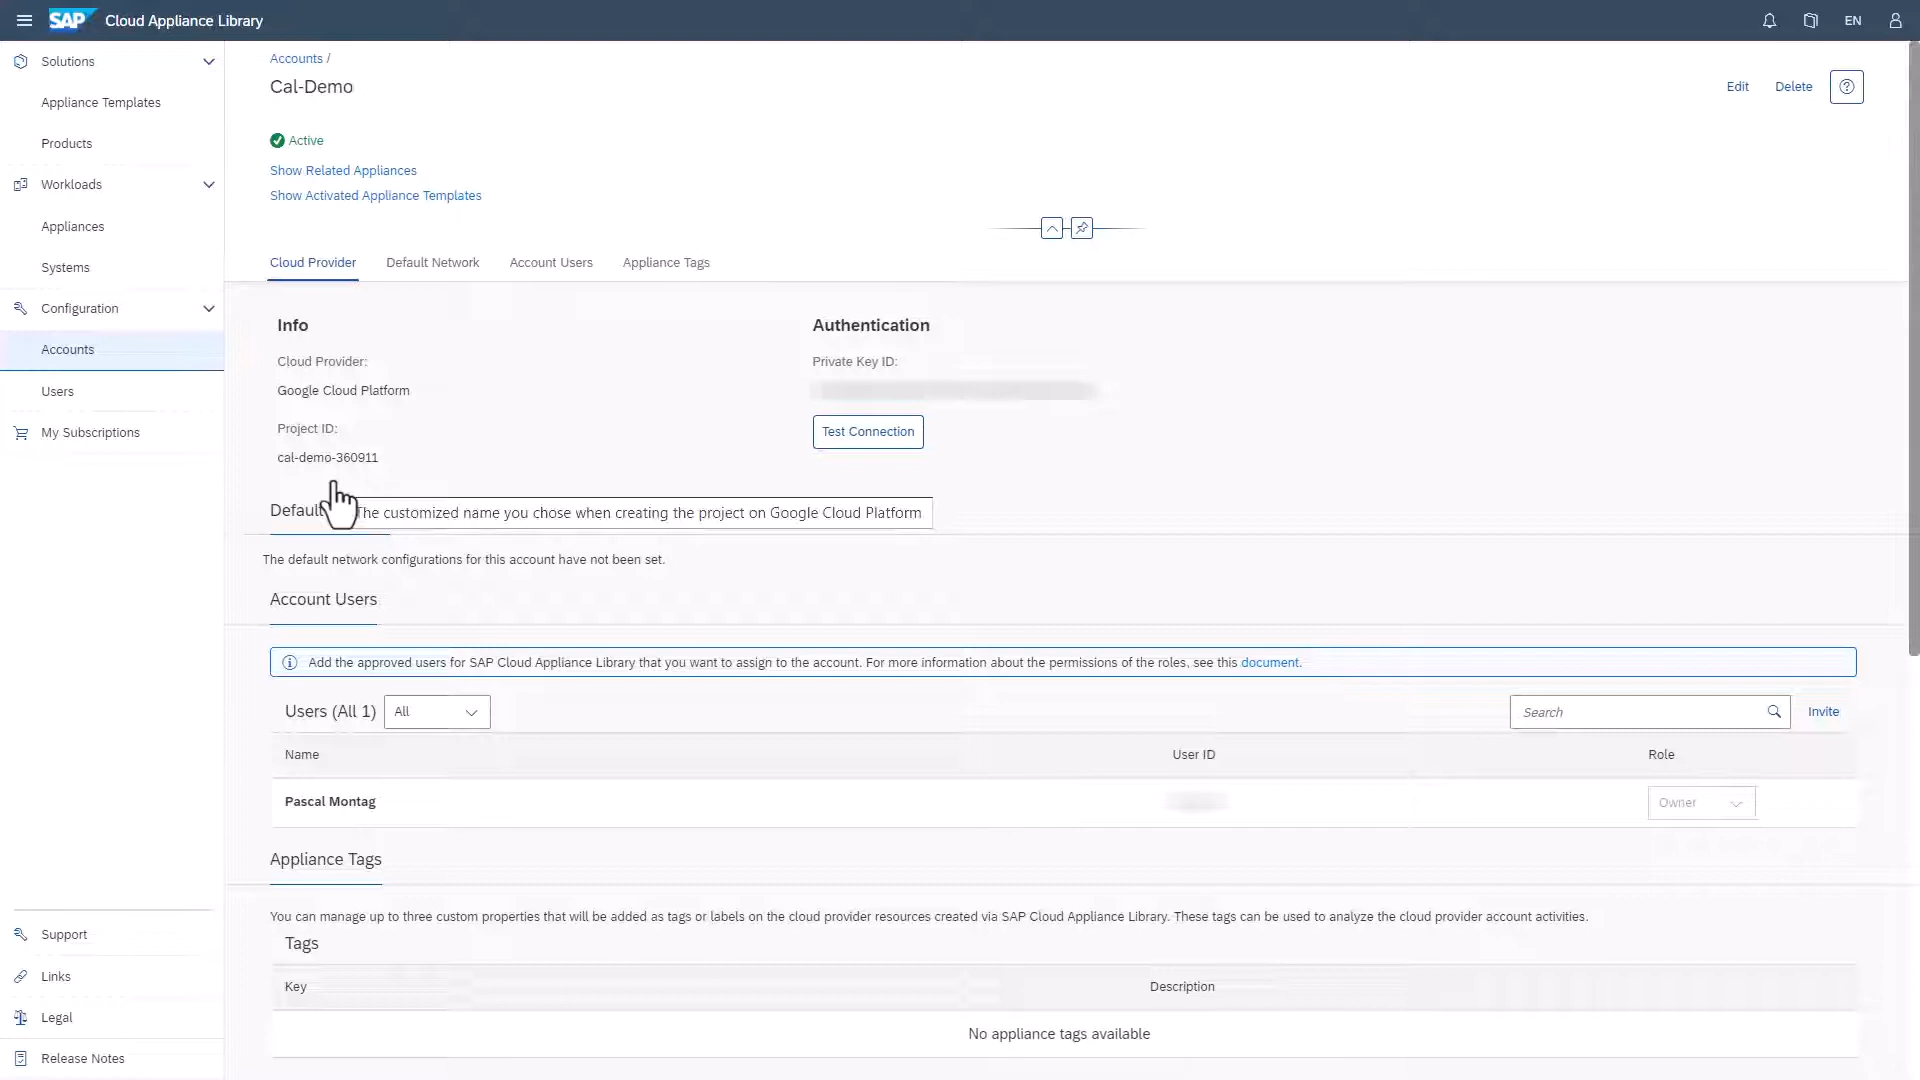 SAP Cloud Appliance Library
EN
Solutions
Appliance Templates
Products
Workloads
Appliances
Systems
Configuration
Accounts
Users
My Subscriptions
Support
Links
Legal
Release Notes
Accounts /
Cal-Demo
Edit
Delete
Active
Show Related Appliances
Show Activated Appliance Templates
Cloud Provider
Default Network
Account Users
Appliance Tags
Info
Cloud Provider:
Google Cloud Platform
Project ID:
cal-demo-360911
Authentication
Private Key ID:
Test Connection
Default
The customized name you chose when creating the project on Google Cloud Platform
The default network configurations for this account have not been set.
Account Users
Add the approved users for SAP Cloud Appliance Library that you want to assign to the account. For more information about the permissions of the roles, see this document.
Users (All 1)
All
Search
Invite
Name
User ID
Role
Pascal Montag
Owner
Appliance Tags
You can manage up to three custom properties that will be added as tags or labels on the cloud provider resources created via SAP Cloud Appliance Library. These tags can be used to analyze the cloud provider account activities.
Tags
Key
Description
No appliance tags available